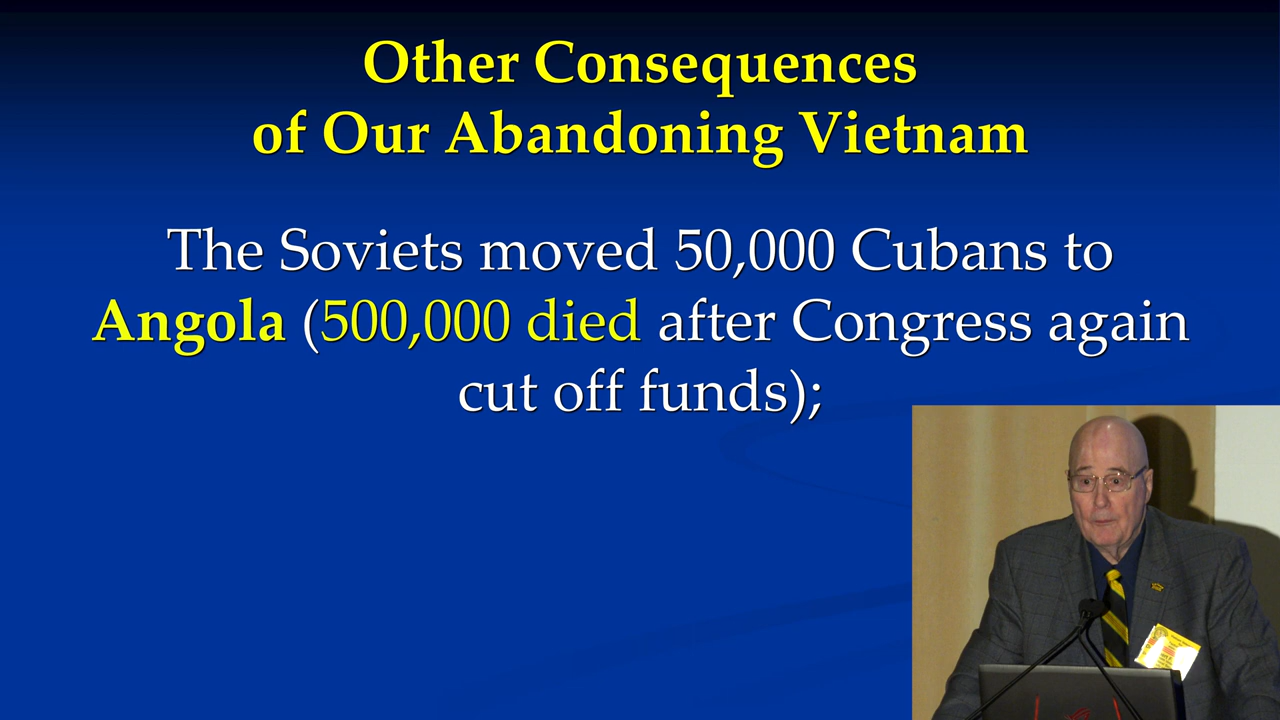 Other Consequences
of Our Abandoning Vietnam
The Soviets moved 50,000 Cubans to
Angola (500,000 died after Congress again
cut off funds);